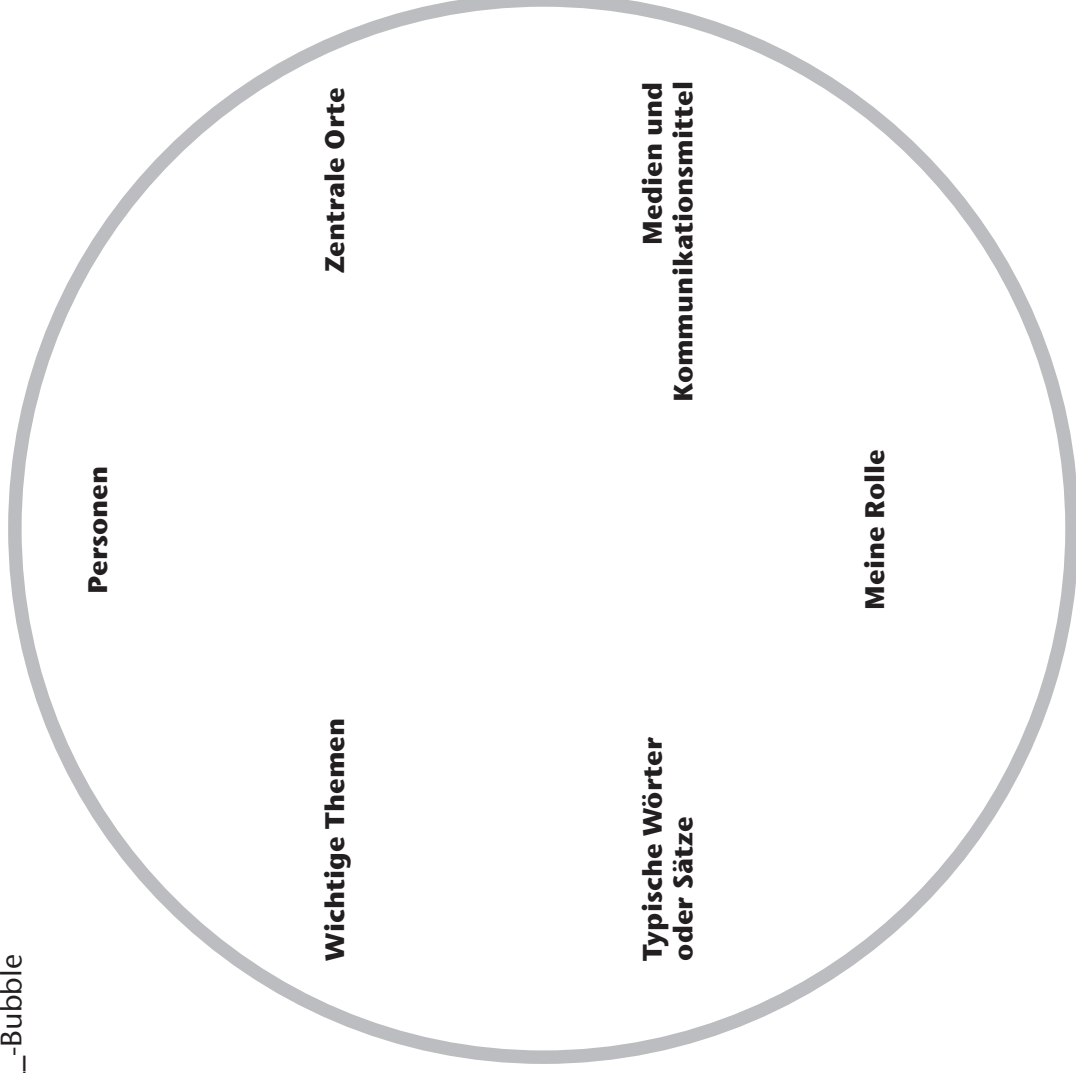 _-Bubble
Personen
Wichtige Themen
Zentrale Orte
Typische Wörter
oder Sätze
Medien und
Kommunikationsmittel
Meine Rolle